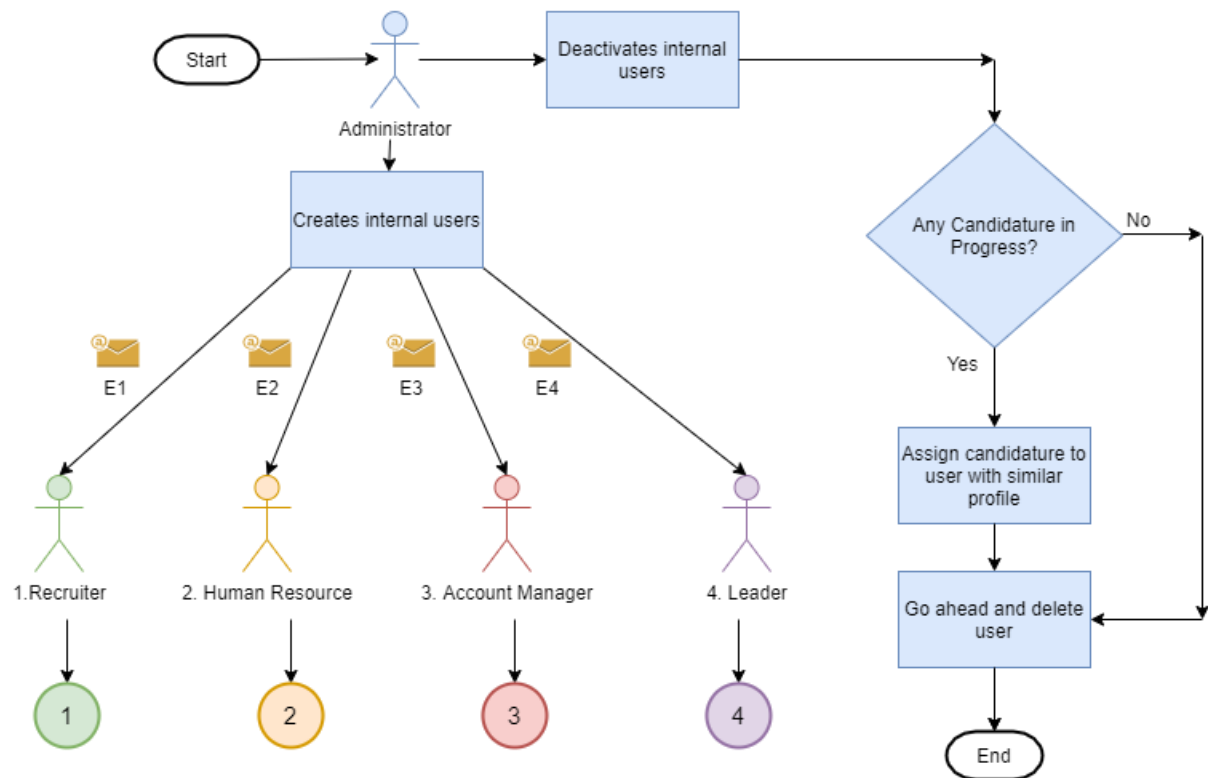 Start
Administrator
Deactivates internal
users
Creates internal users
Any Candidature in
Progress?
No
Yes
E1
E2
E3
E4
Assign candidature to
user with similar
profile
1.Recruiter
2. Human Resource
3. Account Manager
4. Leader
Go ahead and delete
user
1
2
3
4
End
@
@
@
@